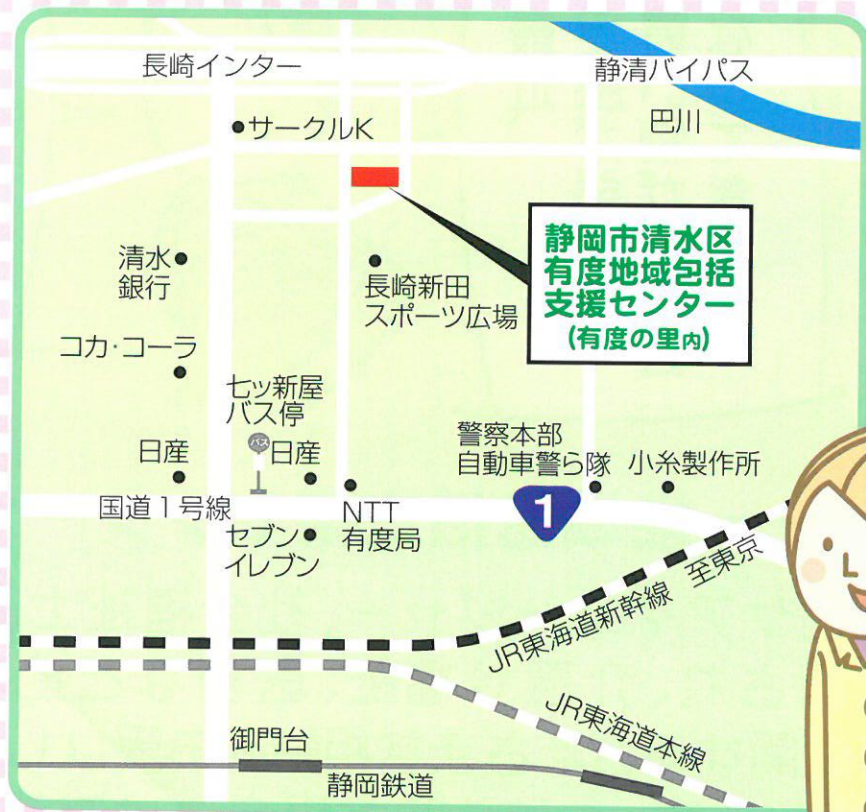 長崎インター
静清バイパス
巴川
サークルK
静岡市清水区
有度地域包括
支援センター
(有度の里内)
清水
銀行
長崎新田
スポーツ広場
コカ・コーラ
七ッ新屋
バス停
バス
日産
日産
警察本部
自動車警ら隊
小糸製作所
国道1号線
NTT
有度局
1
セブン
イレブン
JR東海道新幹線 至東京
JR東海道本線
御門台
静岡鉄道